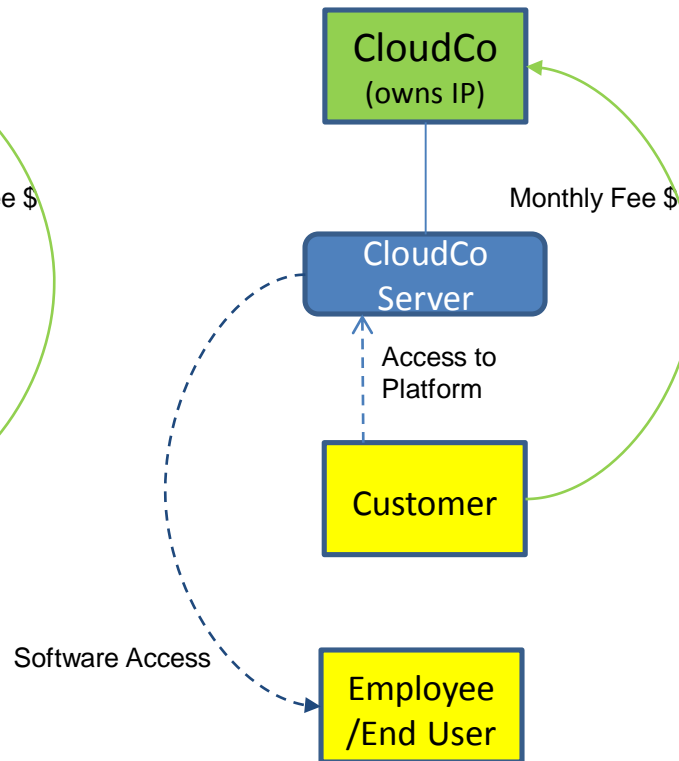 CloudCo
(owns IP)
e $
Monthly Fee $
CloudCo
Server
Access to
Platform
Customer
Software Access
Employee
/End User